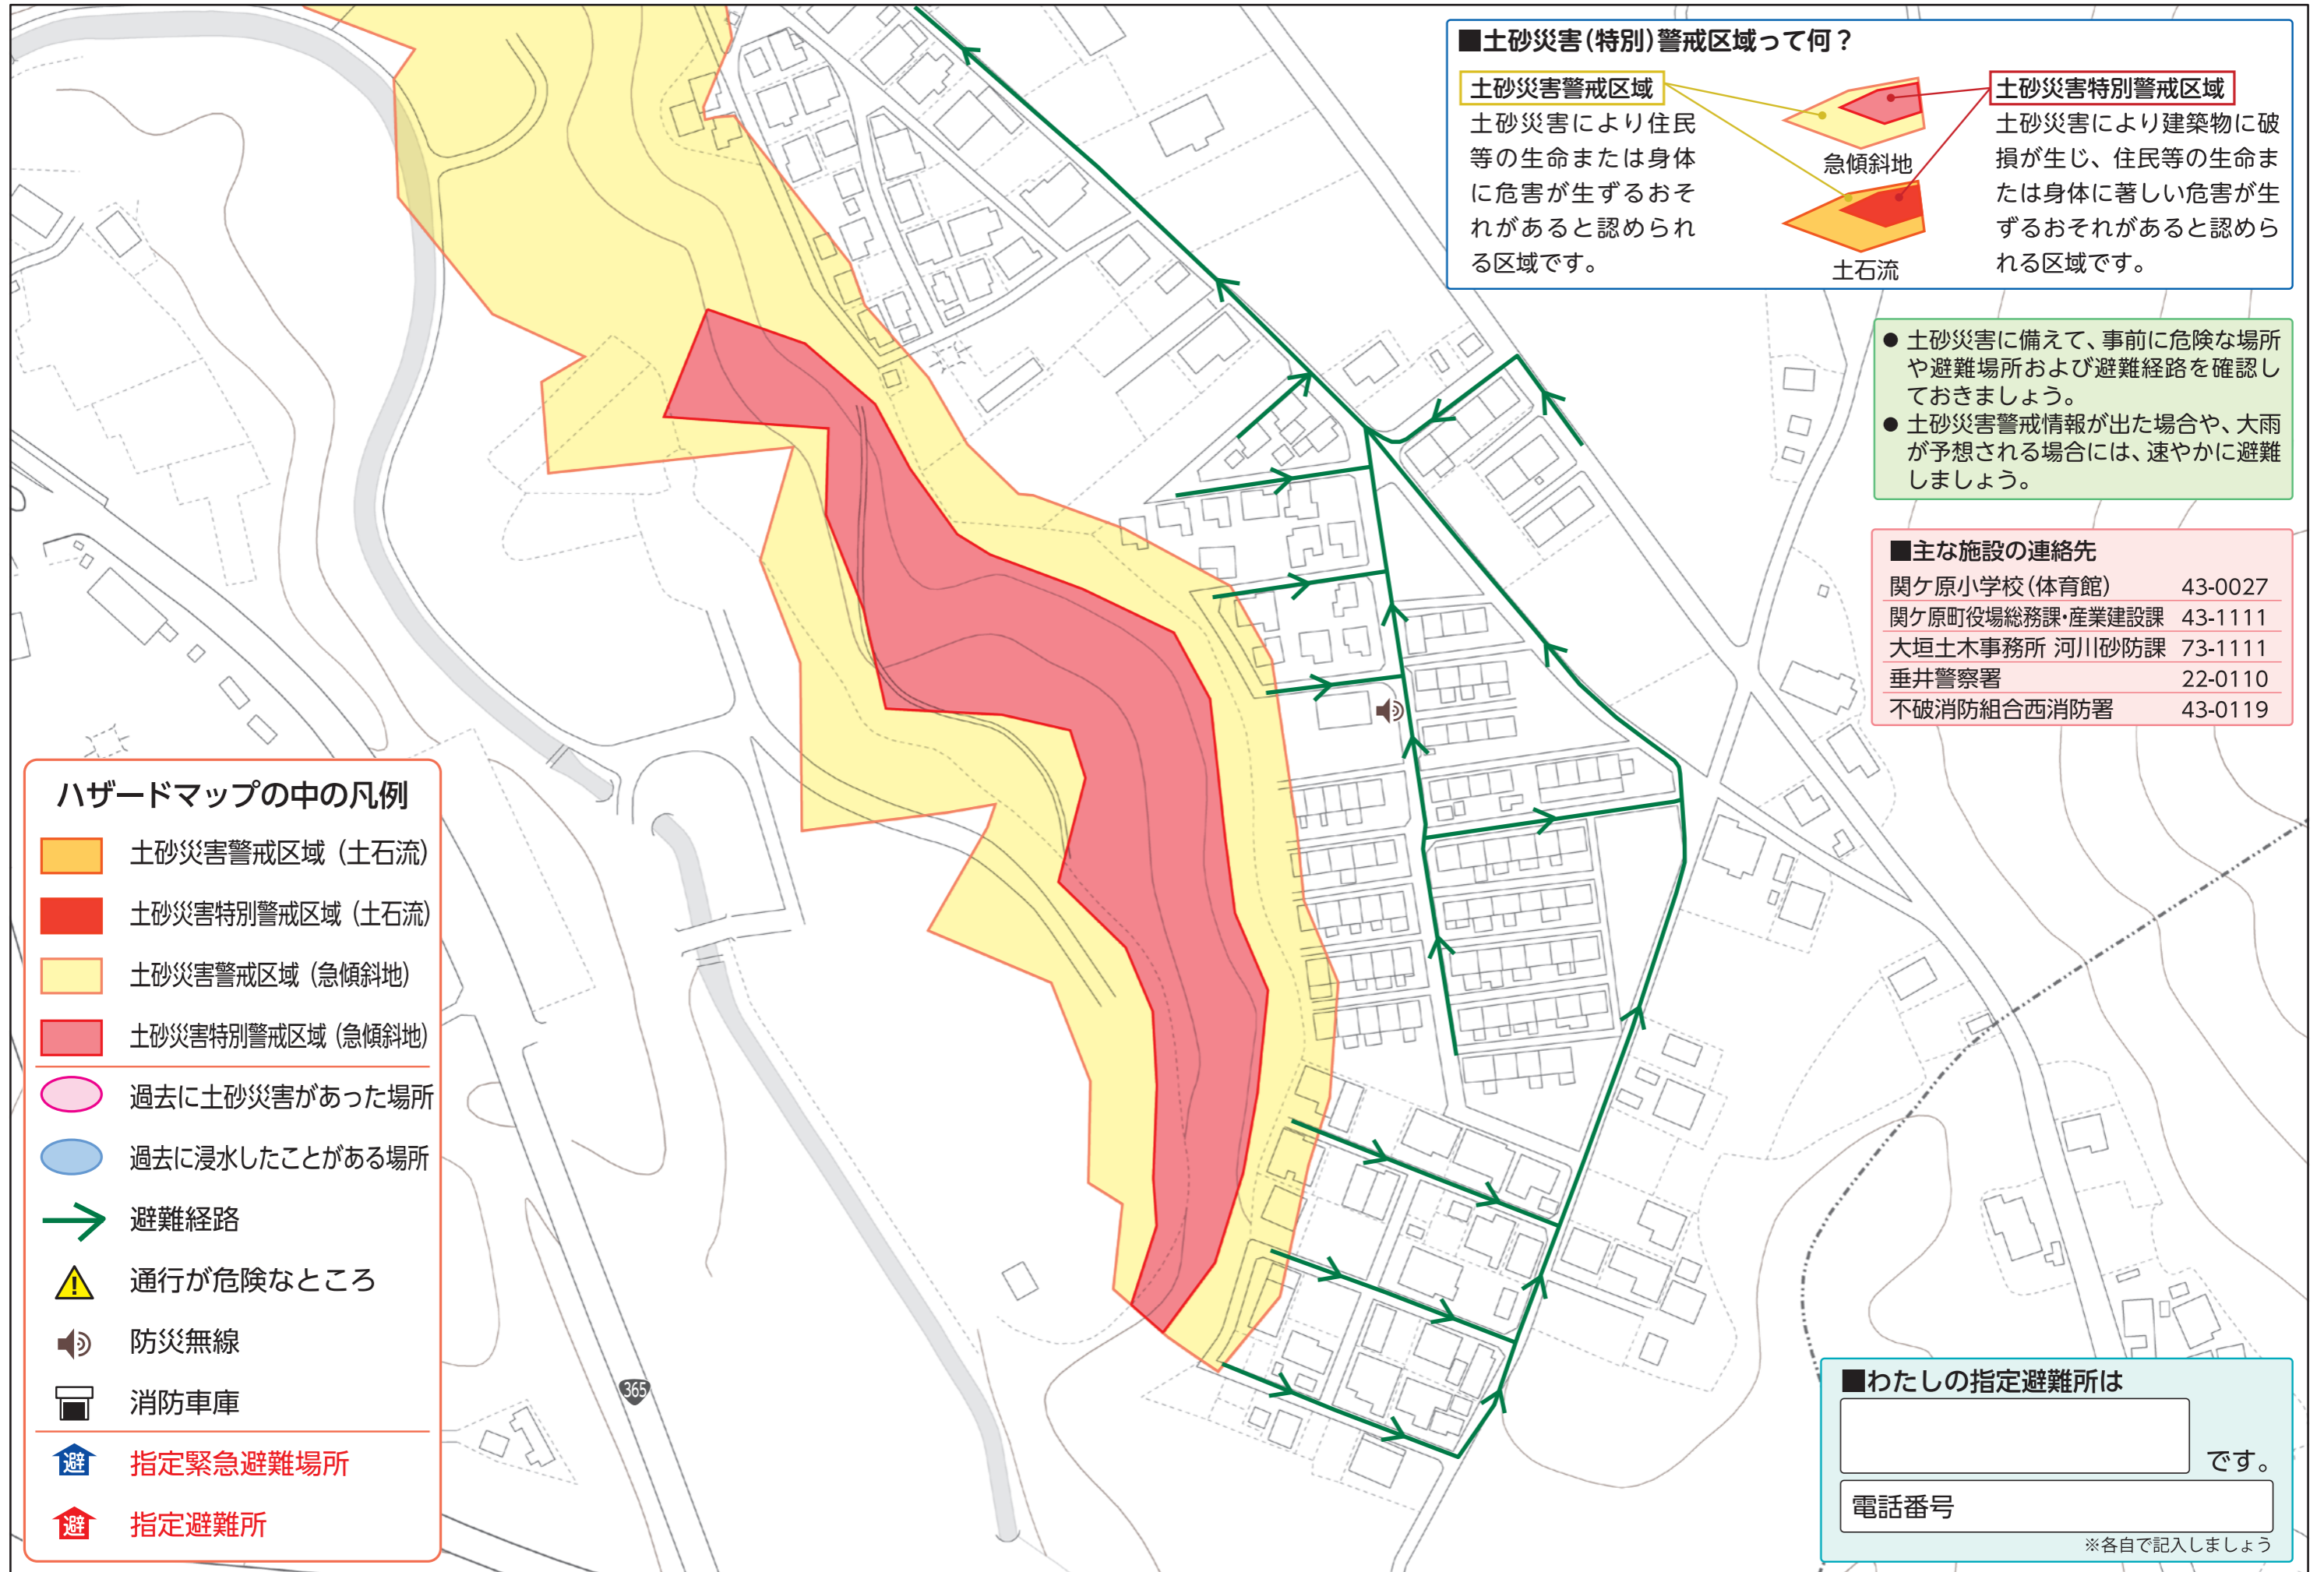 ■土砂災害(特別)警戒区域って何？
土砂災害警戒区域
土砂災害により住民
等の生命または身体
に危害が生ずるおそ
れがあると認められ
る区域です。
急傾斜地
土石流
土砂災害特別警戒区域
土砂災害により建築物に破
損が生じ、住民等の生命ま
たは身体に著しい危害が生
ずるおそれがあると認めら
れる区域です。
● 土砂災害に備えて、事前に危険な場所
や避難場所および避難経路を確認し
ておきましょう。
● 土砂災害警戒情報が出た場合や、大雨
が予想される場合には、速やかに避難
しましょう。
■主な施設の連絡先
関ケ原小学校(体育館) 43-0027
関ケ原町役場総務課・産業建設課 43-1111
大垣土木事務所 河川砂防課 73-1111
垂井警察署 22-0110
不破消防組合西消防署 43-0119
ハザードマップの中の凡例
土砂災害警戒区域（土石流）
土砂災害特別警戒区域（土石流）
土砂災害警戒区域（急傾斜地）
土砂災害特別警戒区域（急傾斜地）
過去に土砂災害があった場所
過去に浸水したことがある場所
避難経路
! 通行が危険なところ
防災無線
消防車庫
避 指定緊急避難場所
避 指定避難所
365
■わたしの指定避難所は
です。
電話番号
※各自で記入しましょう